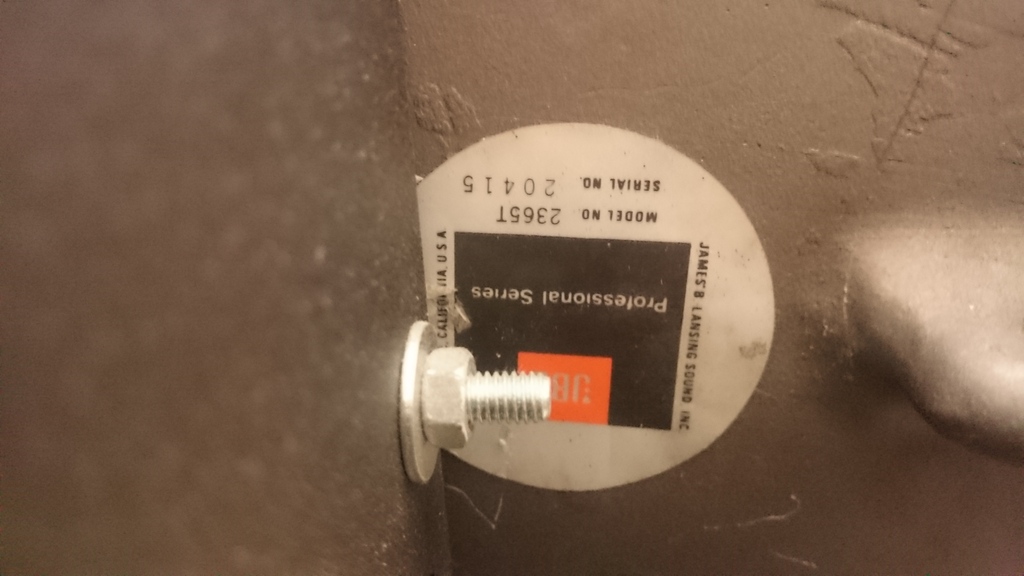 JBL
Professional Series
MODEL NO 2365T
SERIAL NO. 20415
JAMES B LANSING SOUND INC
U.S.A